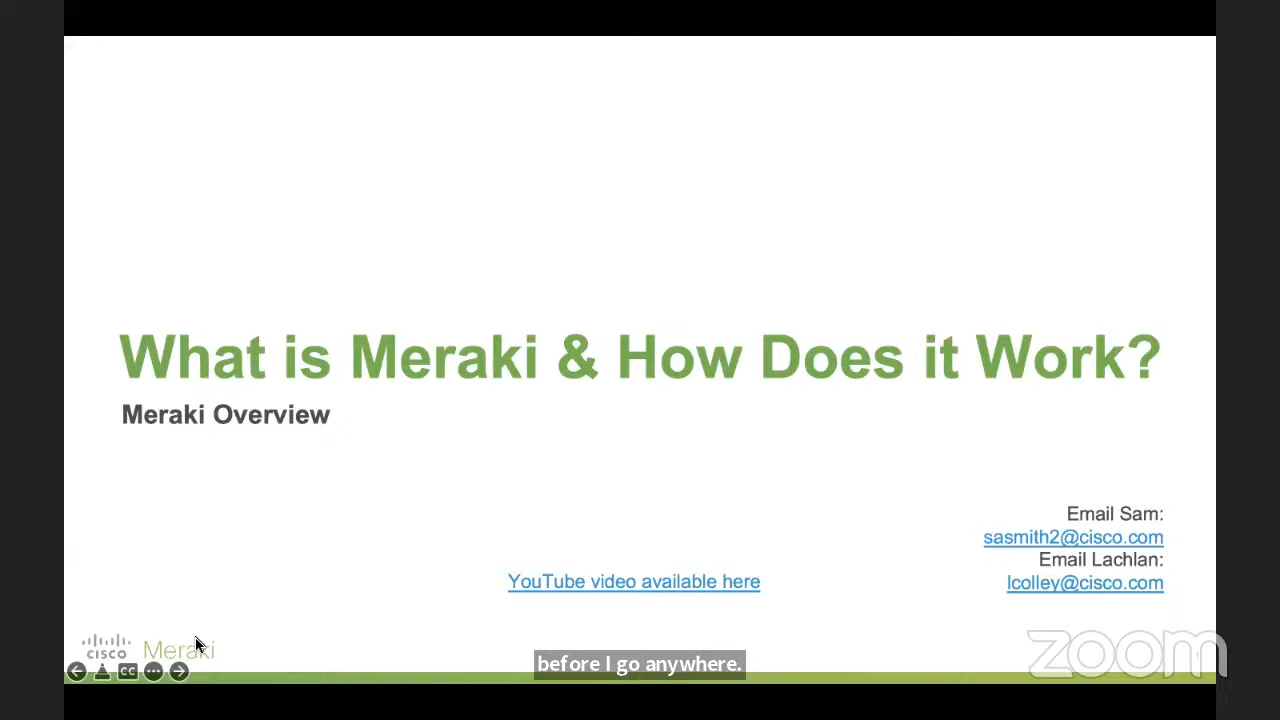 What is Meraki & How Does it Work?
Meraki Overview
Email Sam:
sasmith2@cisco.com
Email Lachlan:
lcolley@cisco.com
YouTube video available here
CISCO Meraki
CC
before I go anywhere.
zoom